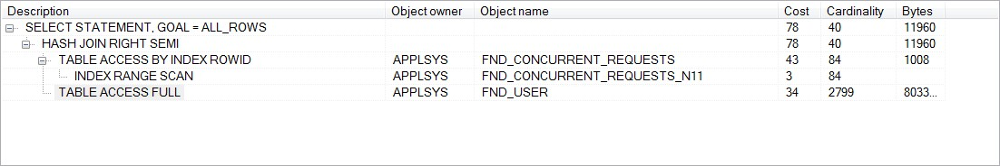 Description Object owner Object name Cost Cardinality Bytes
SELECT STATEMENT, GOAL = ALL_ROWS 78 40 11960
HASH JOIN RIGHT SEMI 78 40 11960
TABLE ACCESS BY INDEX ROWID APPLSYS FND_CONCURRENT_REQUESTS 43 84 1008
INDEX RANGE SCAN APPLSYS FND_CONCURRENT_REQUESTS_N11 3 84
TABLE ACCESS FULL APPLSYS FND_USER 34 2799 8033...